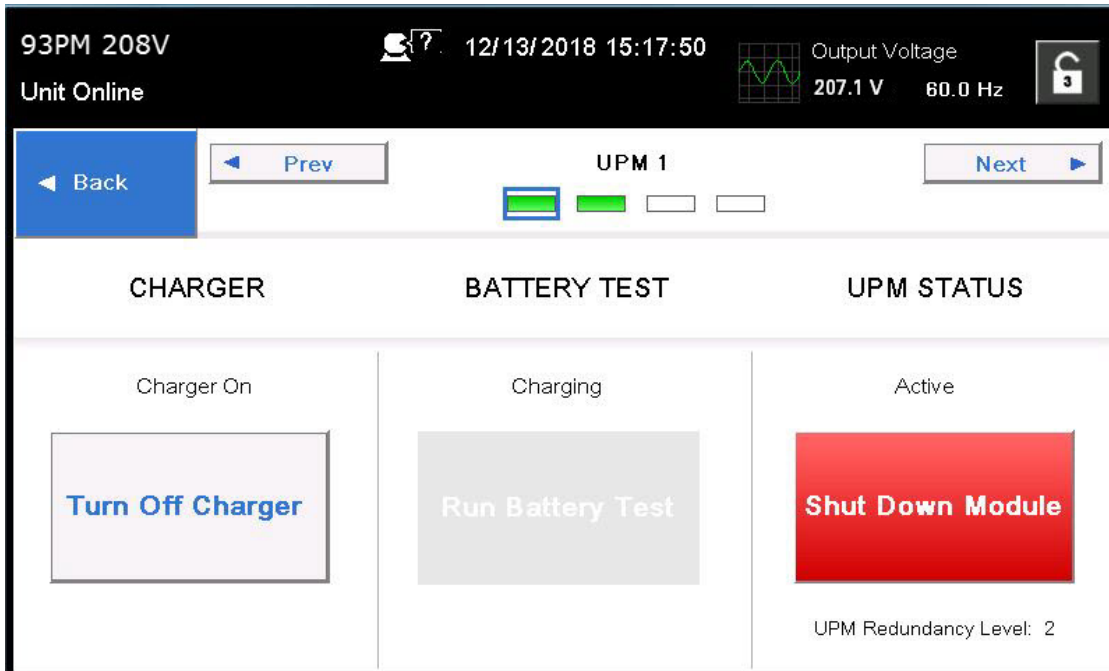 93PM 208V
? 12/13/2018 15:17:50
Output Voltage
Unit Online
207.1 V 60.0 Hz
3
Back
Prev
UPM 1
Next
CHARGER
BATTERY TEST
UPM STATUS
Charger On
Charging
Active
Turn Off Charger
Run Battery Test
Shut Down Module
UPM Redundancy Level: 2